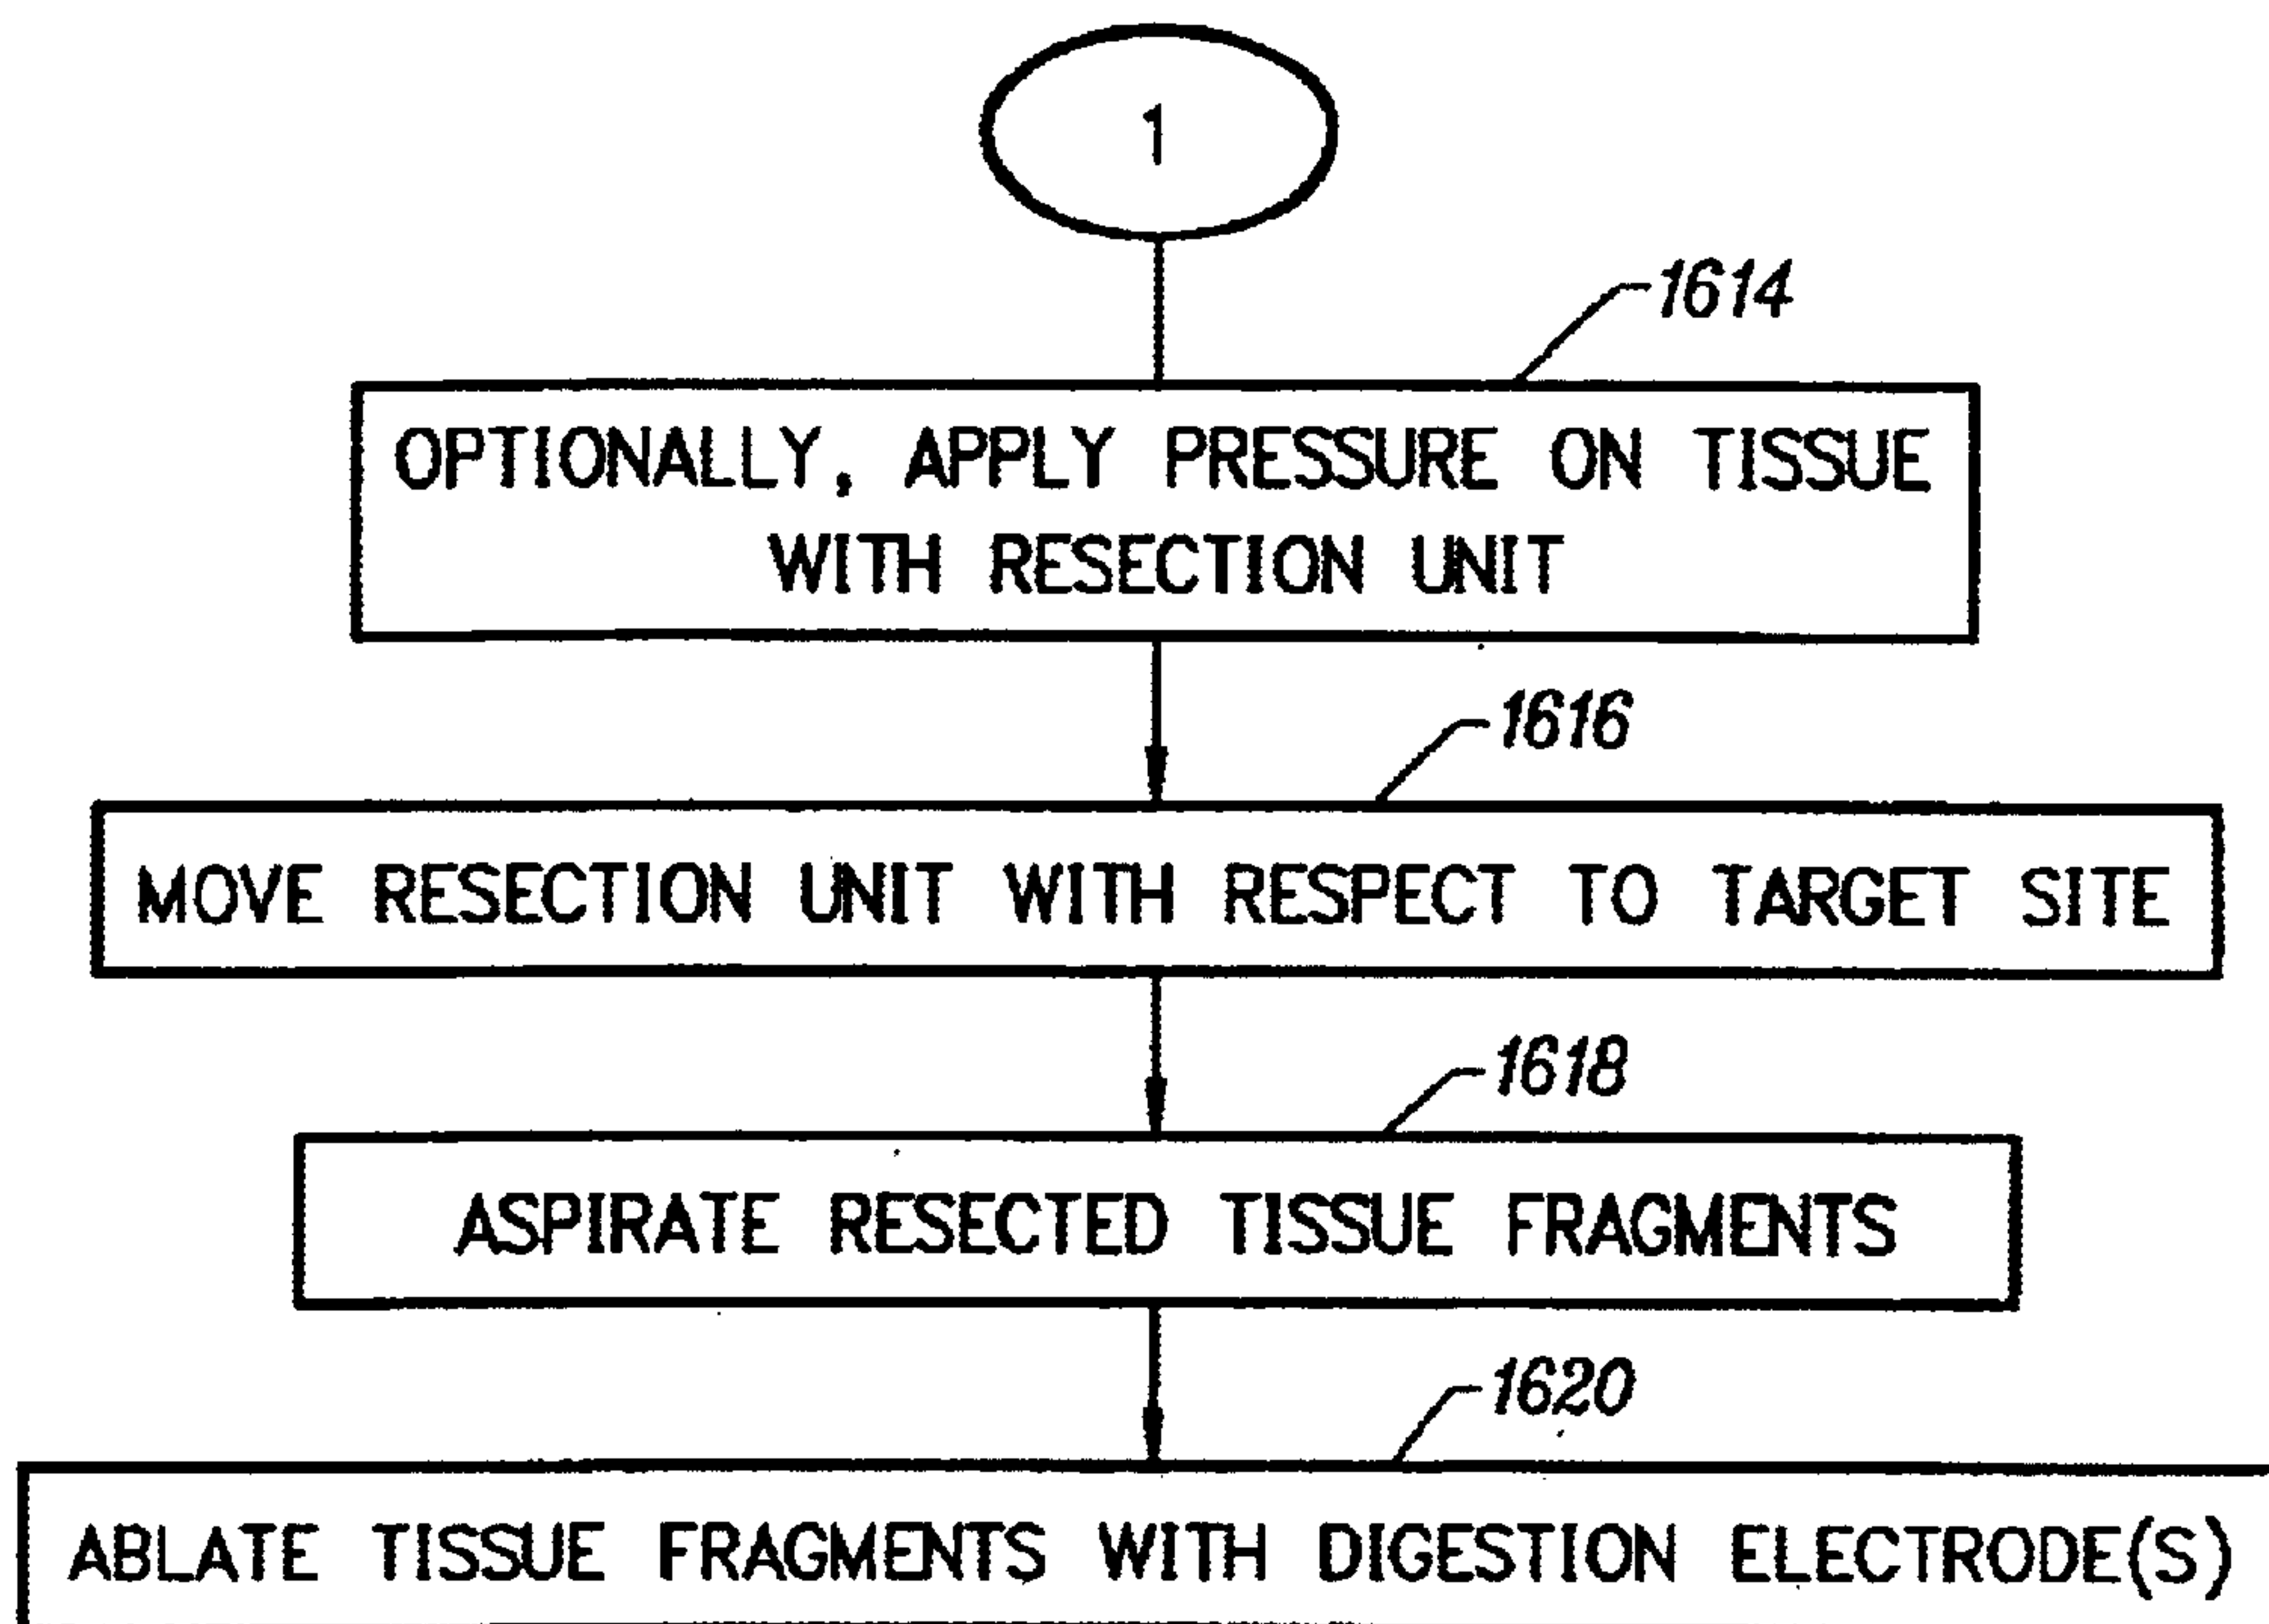 1
1614
OPTIONALLY, APPLY PRESSURE ON TISSUE
WITH RESECTION UNIT
1616
MOVE RESECTION UNIT WITH RESPECT TO TARGET SITE
1618
ASPIRATE RESECTED TISSUE FRAGMENTS
1620
ABLATE TISSUE FRAGMENTS WITH DIGESTION ELECTRODE(S)